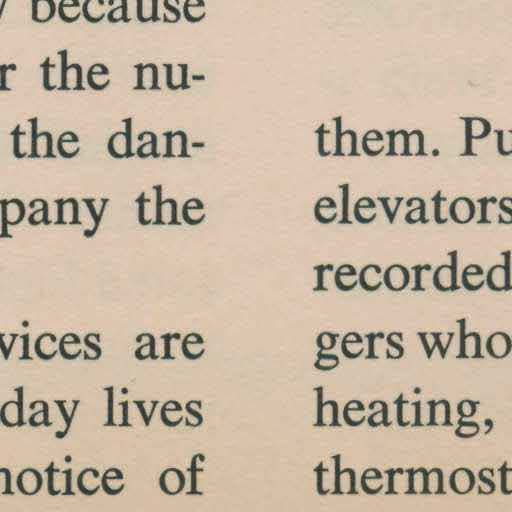 because
the nu-
the dan-
pany the
vices are
day lives
notice of
them. Pu
elevators
recorded
gers who
heating,
thermost